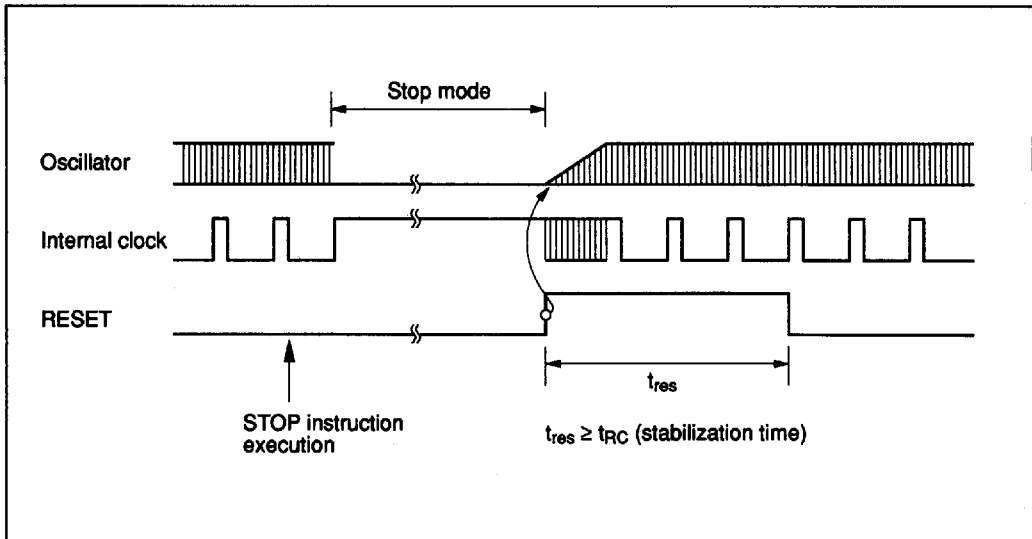 Stop mode
Oscillator
Internal clock
RESET
tres
STOP instruction
execution
tres ≥ tRC (stabilization time)